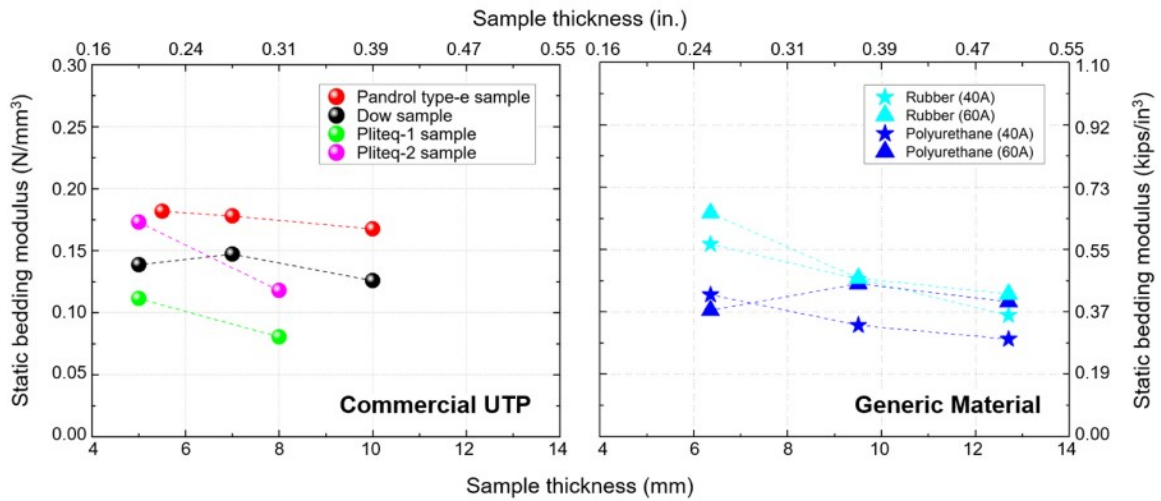 Sample thickness (in.)
0.16 0.24 0.31 0.39 0.47 0.55
0.16 0.24 0.31 0.39 0.47 0.55
Static bedding modulus (N/mm³)
0.30
0.25
0.20
0.15
0.10
0.05
0.00
Pandrol type-e sample
Dow sample
Pliteq-1 sample
Pliteq-2 sample
Commercial UTP
4 6 8 10 12 14
Rubber (40A)
Rubber (60A)
Polyurethane (40A)
Polyurethane (60A)
Generic Material
4 6 8 10 12 14
1.10
0.92
0.73
0.55
0.37
0.19
0.00
Static bedding modulus (kips/in³)
Sample thickness (mm)